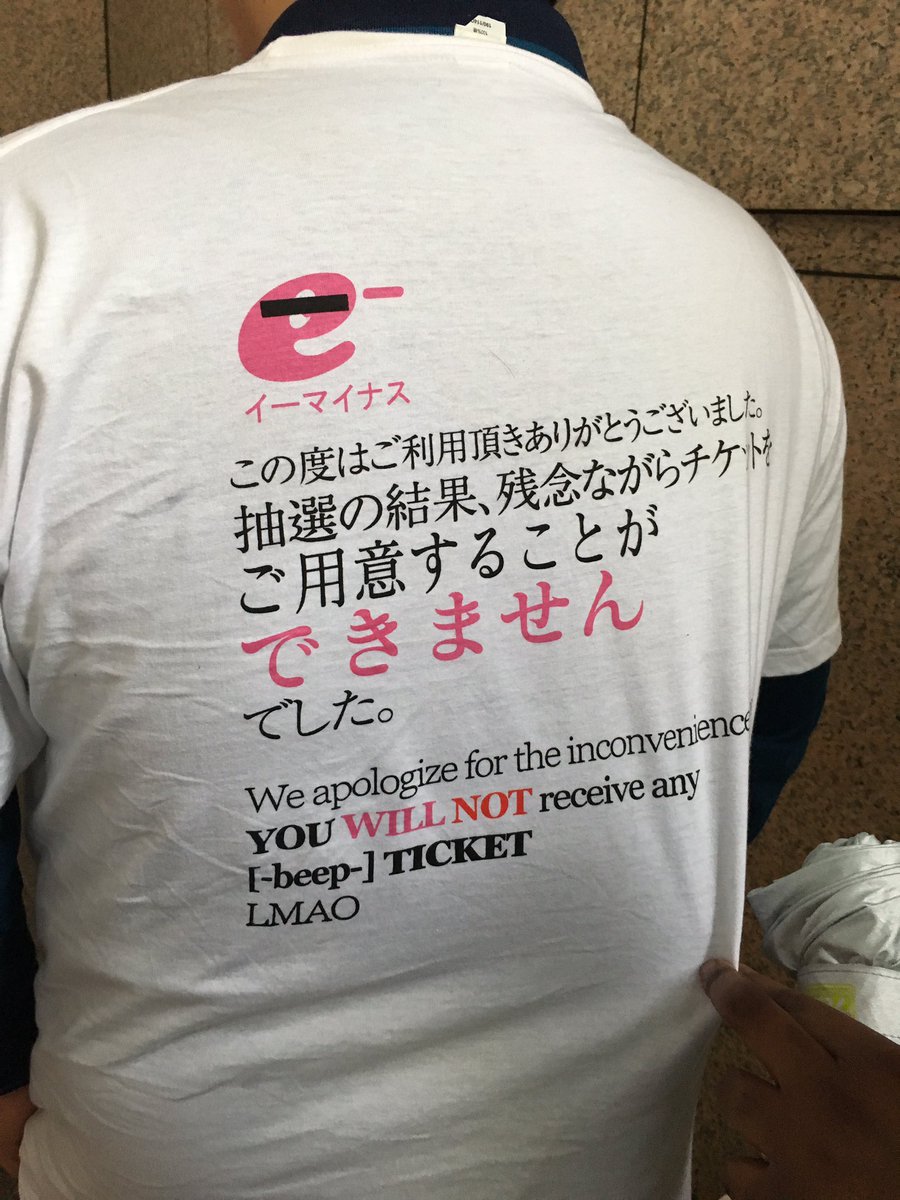 e-
イーマイナス
この度はご利用頂きありがとうございました。
抽選の結果、残念ながらチケットを
ご用意することが
できません
でした。
We apologize for the inconvenience
YOU WILL NOT receive any
[-beep-] TICKET
LMAO